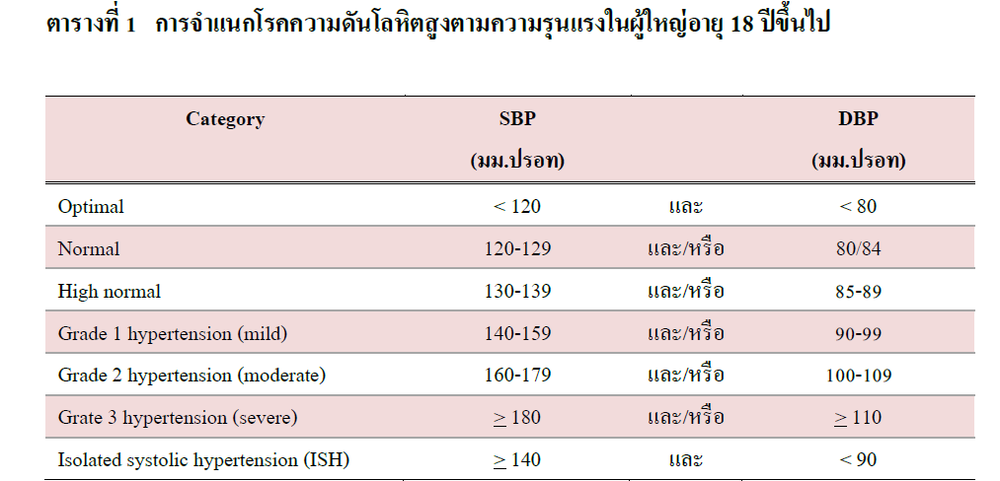 ตารางที่ 1 การจำแนกโรคความดันโลหิตสูงตามความรุนแรงในผู้ใหญ่อายุ 18 ปีขึ้นไป
Category SBP DBP
(มม.ปรอท) (มม.ปรอท)
Optimal < 120 และ < 80
Normal 120-129 และ/หรือ 80/84
High normal 130-139 และ/หรือ 85-89
Grade 1 hypertension (mild) 140-159 และ/หรือ 90-99
Grade 2 hypertension (moderate) 160-179 และ/หรือ 100-109
Grate 3 hypertension (severe) ≥ 180 และ/หรือ ≥ 110
Isolated systolic hypertension (ISH) ≥ 140 และ < 90